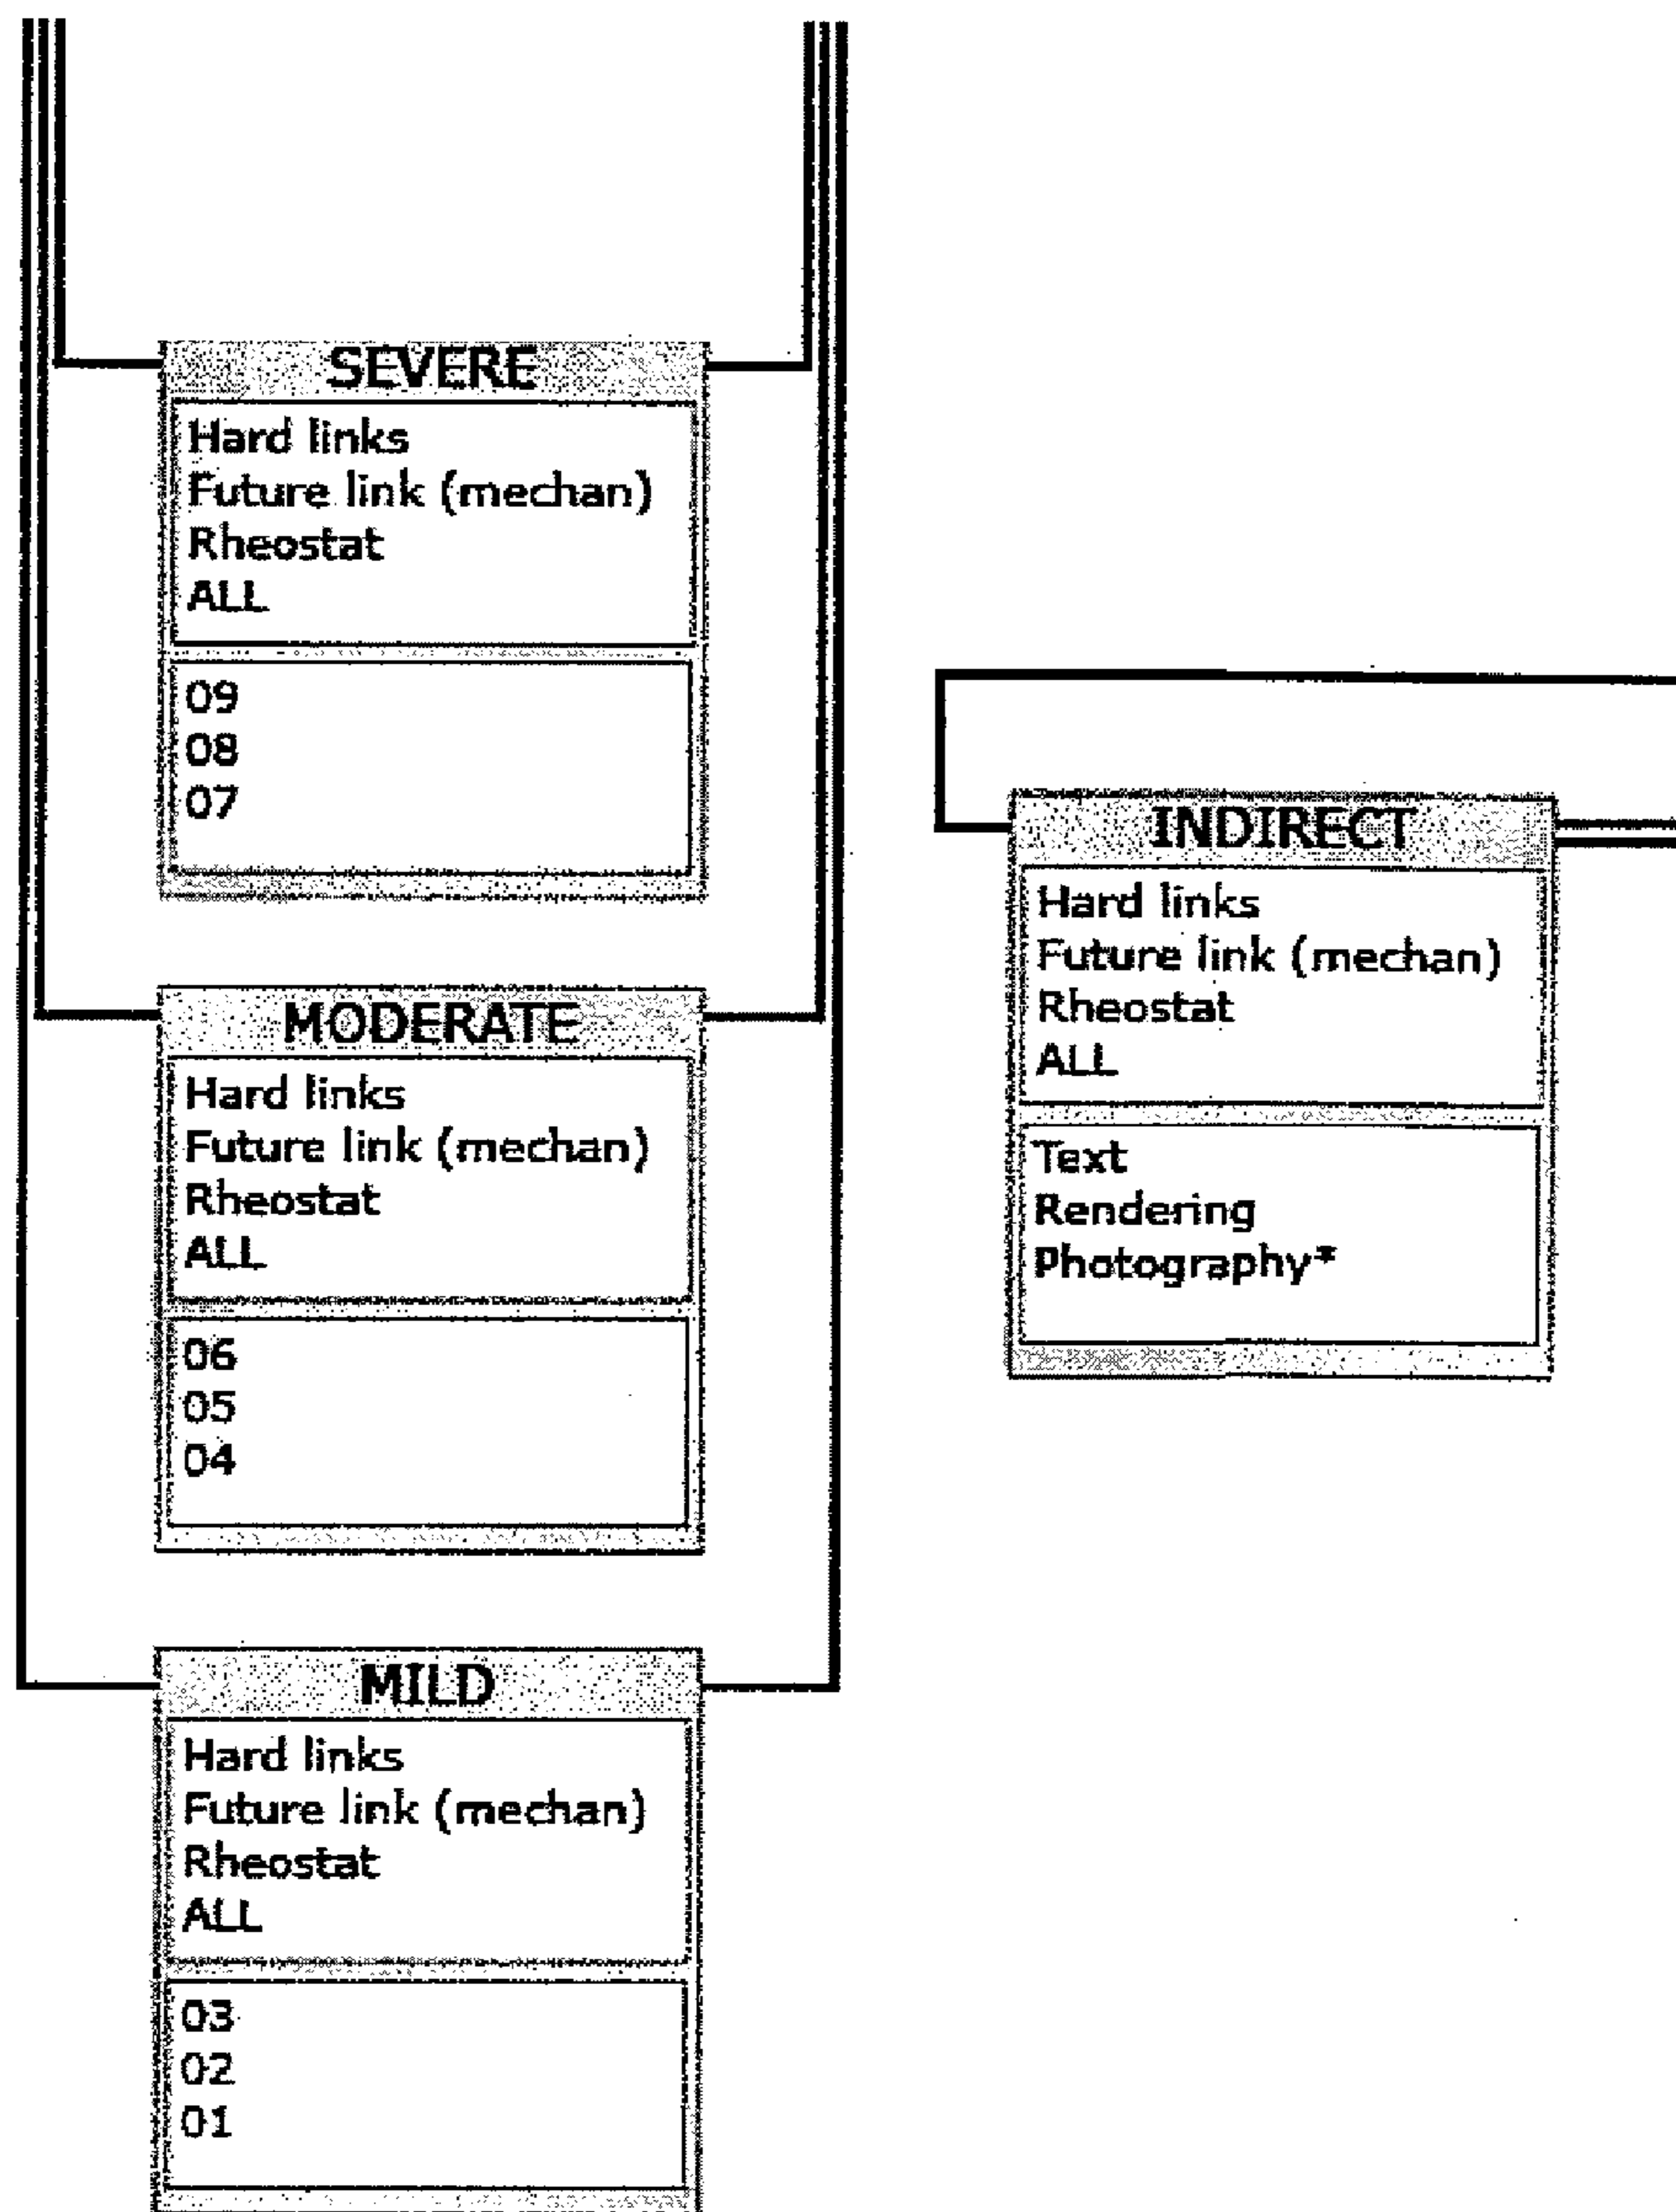 SEVERE
Hard links
Future link (mechan)
Rheostat
ALL
09
08
07
MODERATE
Hard links
Future link (mechan)
Rheostat
ALL
06
05
04
MILD
Hard links
Future link (mechan)
Rheostat
ALL
03
02
01
INDIRECT
Hard links
Future link (mechan)
Rheostat
ALL
Text
Rendering
Photography*